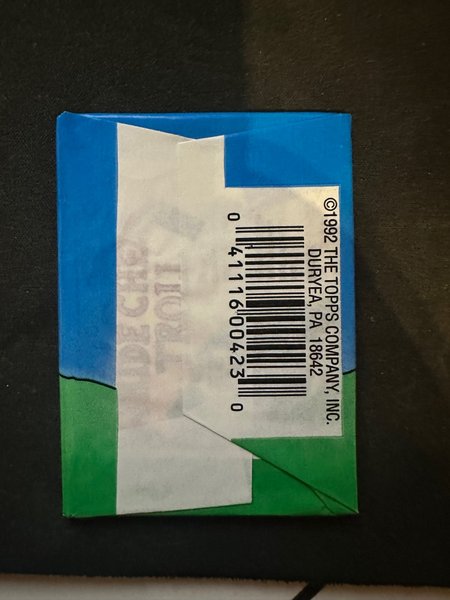 ©1992 THE TOPPS COMPANY, INC.
DURYEA, PA 18642
0 41116 00423 0